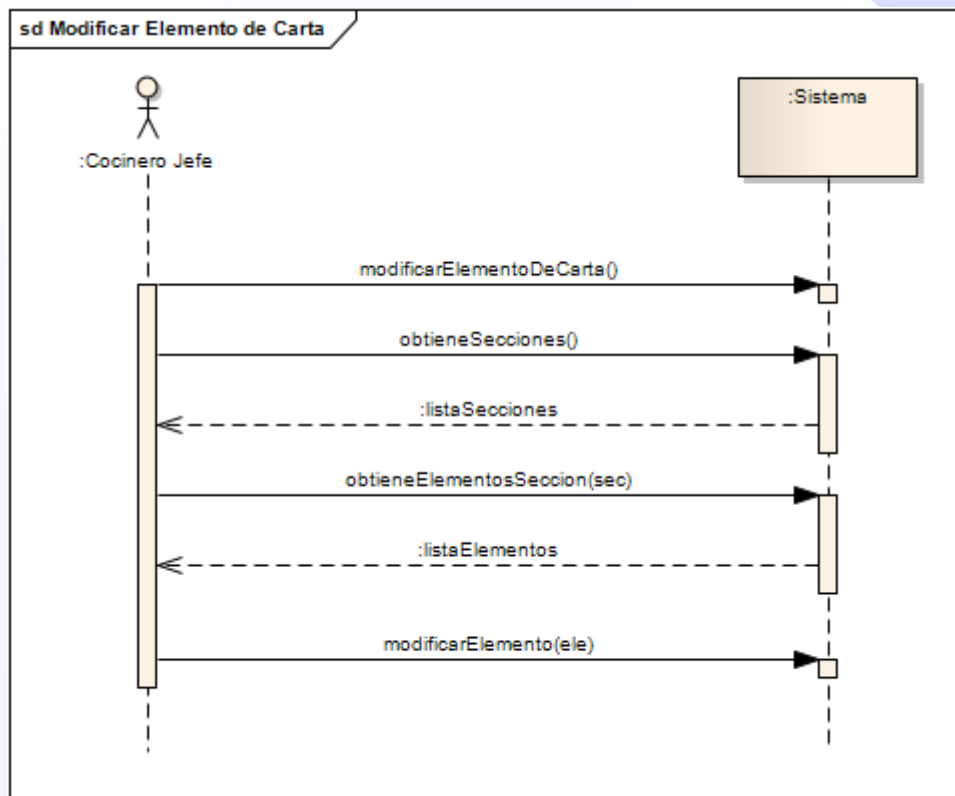 sd Modificar Elemento de Carta
:Cocinero Jefe
:Sistema
modificarElementoDeCarta()
obtieneSecciones()
:listaSecciones
obtieneElementosSeccion(sec)
:listaElementos
modificarElemento(ele)